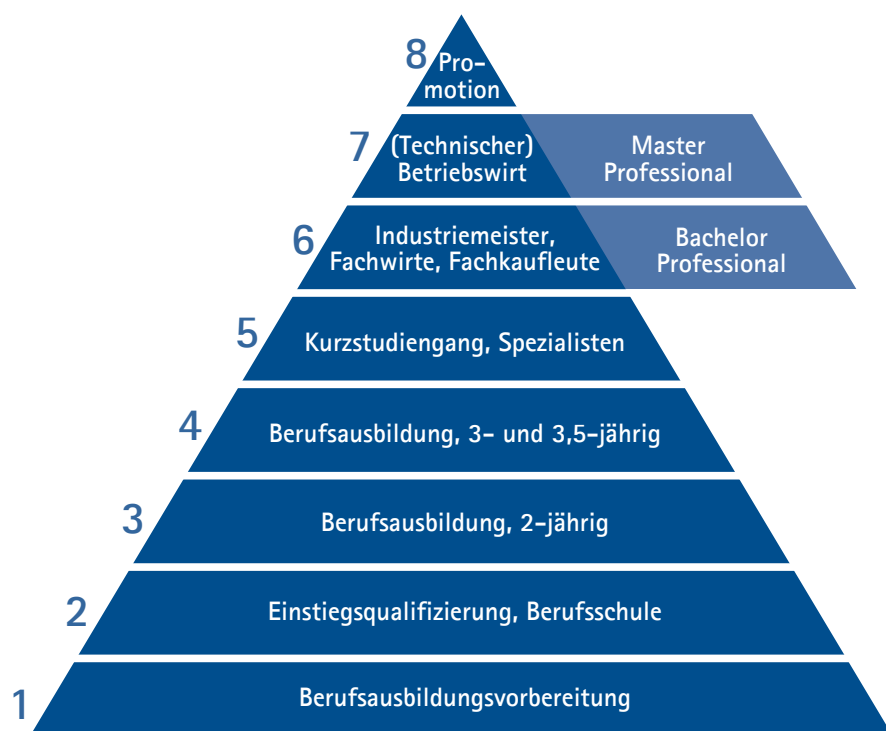 8
Pro-
motion
7
(Technischer)
Betriebswirt
Master
Professional
6
Industriemeister,
Fachwirte, Fachkaufleute
Bachelor
Professional
5
Kurzstudiengang, Spezialisten
4
Berufsausbildung, 3- und 3,5-jährig
3
Berufsausbildung, 2-jährig
2
Einstiegsqualifizierung, Berufsschule
1
Berufsausbildungsvorbereitung